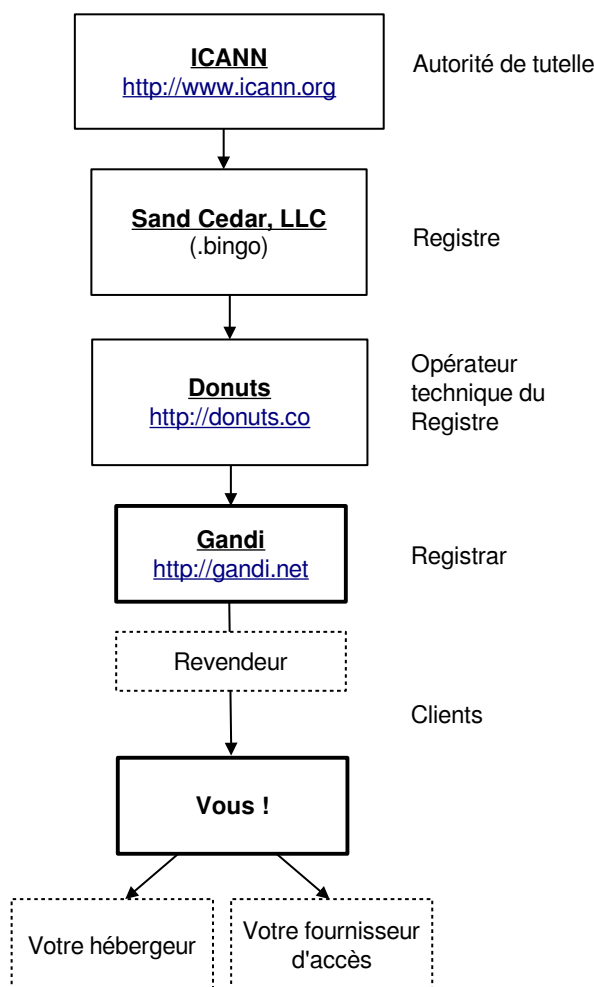 ICANN
http://www.icann.org
Autorité de tutelle
Sand Cedar, LLC
(.bingo)
Registre
Donuts
http://donuts.co
Opérateur
technique du
Registre
Gandi
http://gandi.net
Registrar
Revendeur
Clients
Vous !
Votre hébergeur
Votre fournisseur
d'accès